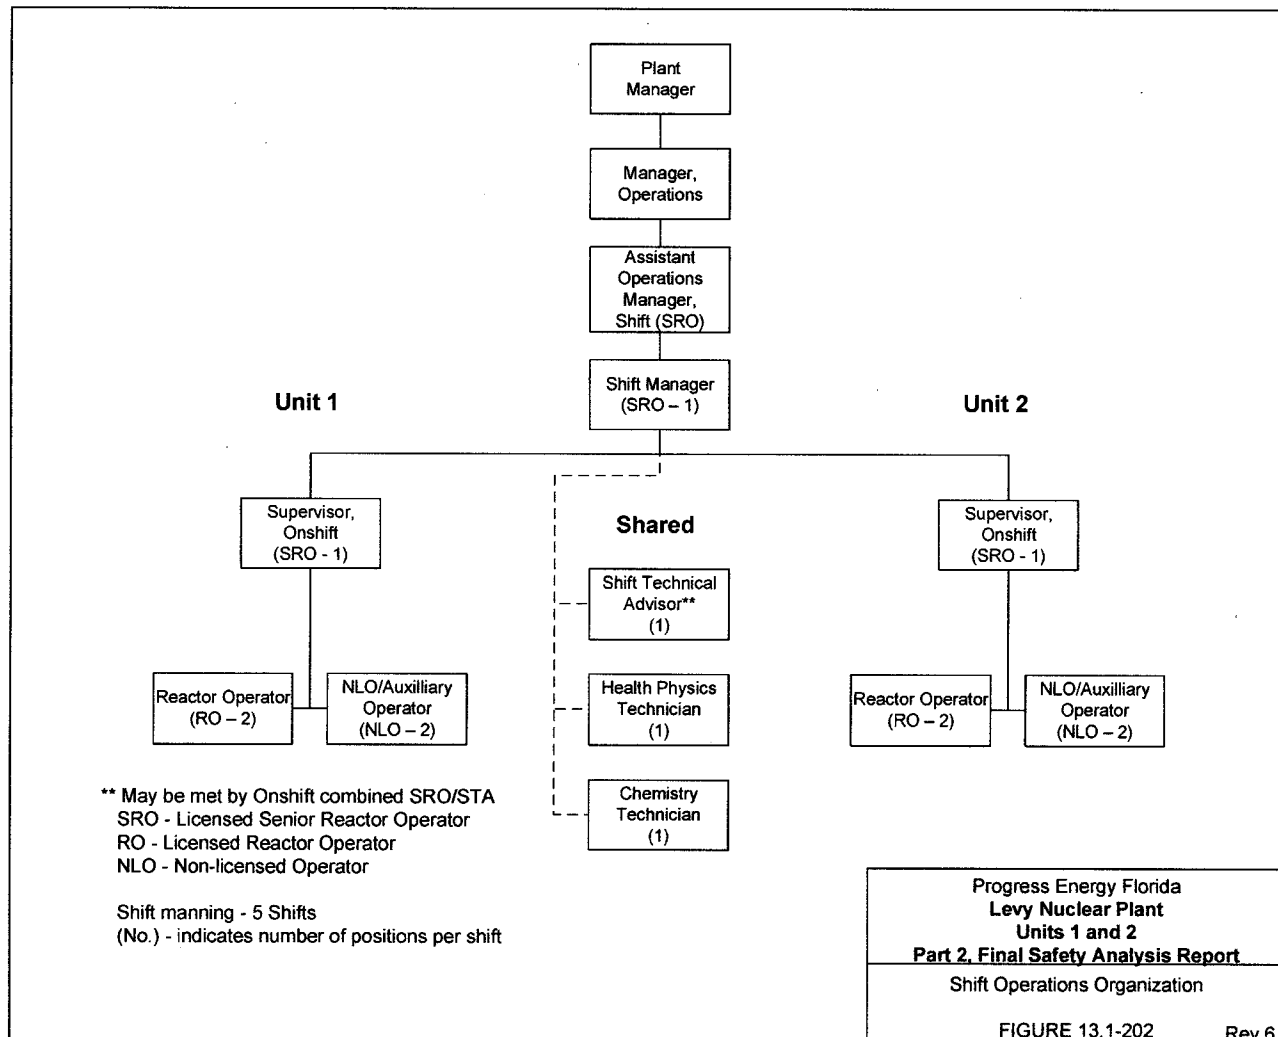 Plant
Manager
Manager,
Operations
Assistant
Operations
Manager,
Shift (SRO)
Shift Manager
(SRO – 1)
Unit 1
Unit 2
Supervisor,
Onshift
(SRO - 1)
Shared
Supervisor,
Onshift
(SRO - 1)
Shift Technical
Advisor**
(1)
Reactor Operator
(RO – 2)
NLO/Auxilliary
Operator
(NLO – 2)
Health Physics
Technician
(1)
Reactor Operator
(RO – 2)
NLO/Auxilliary
Operator
(NLO – 2)
Chemistry
Technician
(1)
** May be met by Onshift combined SRO/STA
SRO - Licensed Senior Reactor Operator
RO - Licensed Reactor Operator
NLO - Non-licensed Operator
Shift manning - 5 Shifts
(No.) - indicates number of positions per shift
Progress Energy Florida
Levy Nuclear Plant
Units 1 and 2
Part 2, Final Safety Analysis Report
Shift Operations Organization
FIGURE 13.1-202 Rev 6